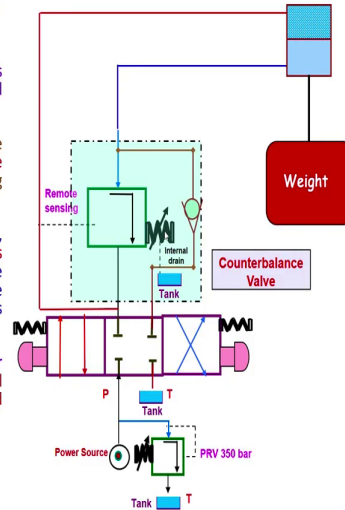 Weight
Remote
sensing
Internal
drain
Tank
Counterbalance
Valve
P
T
Tank
Power Source
PRV 350 bar
Tank
T